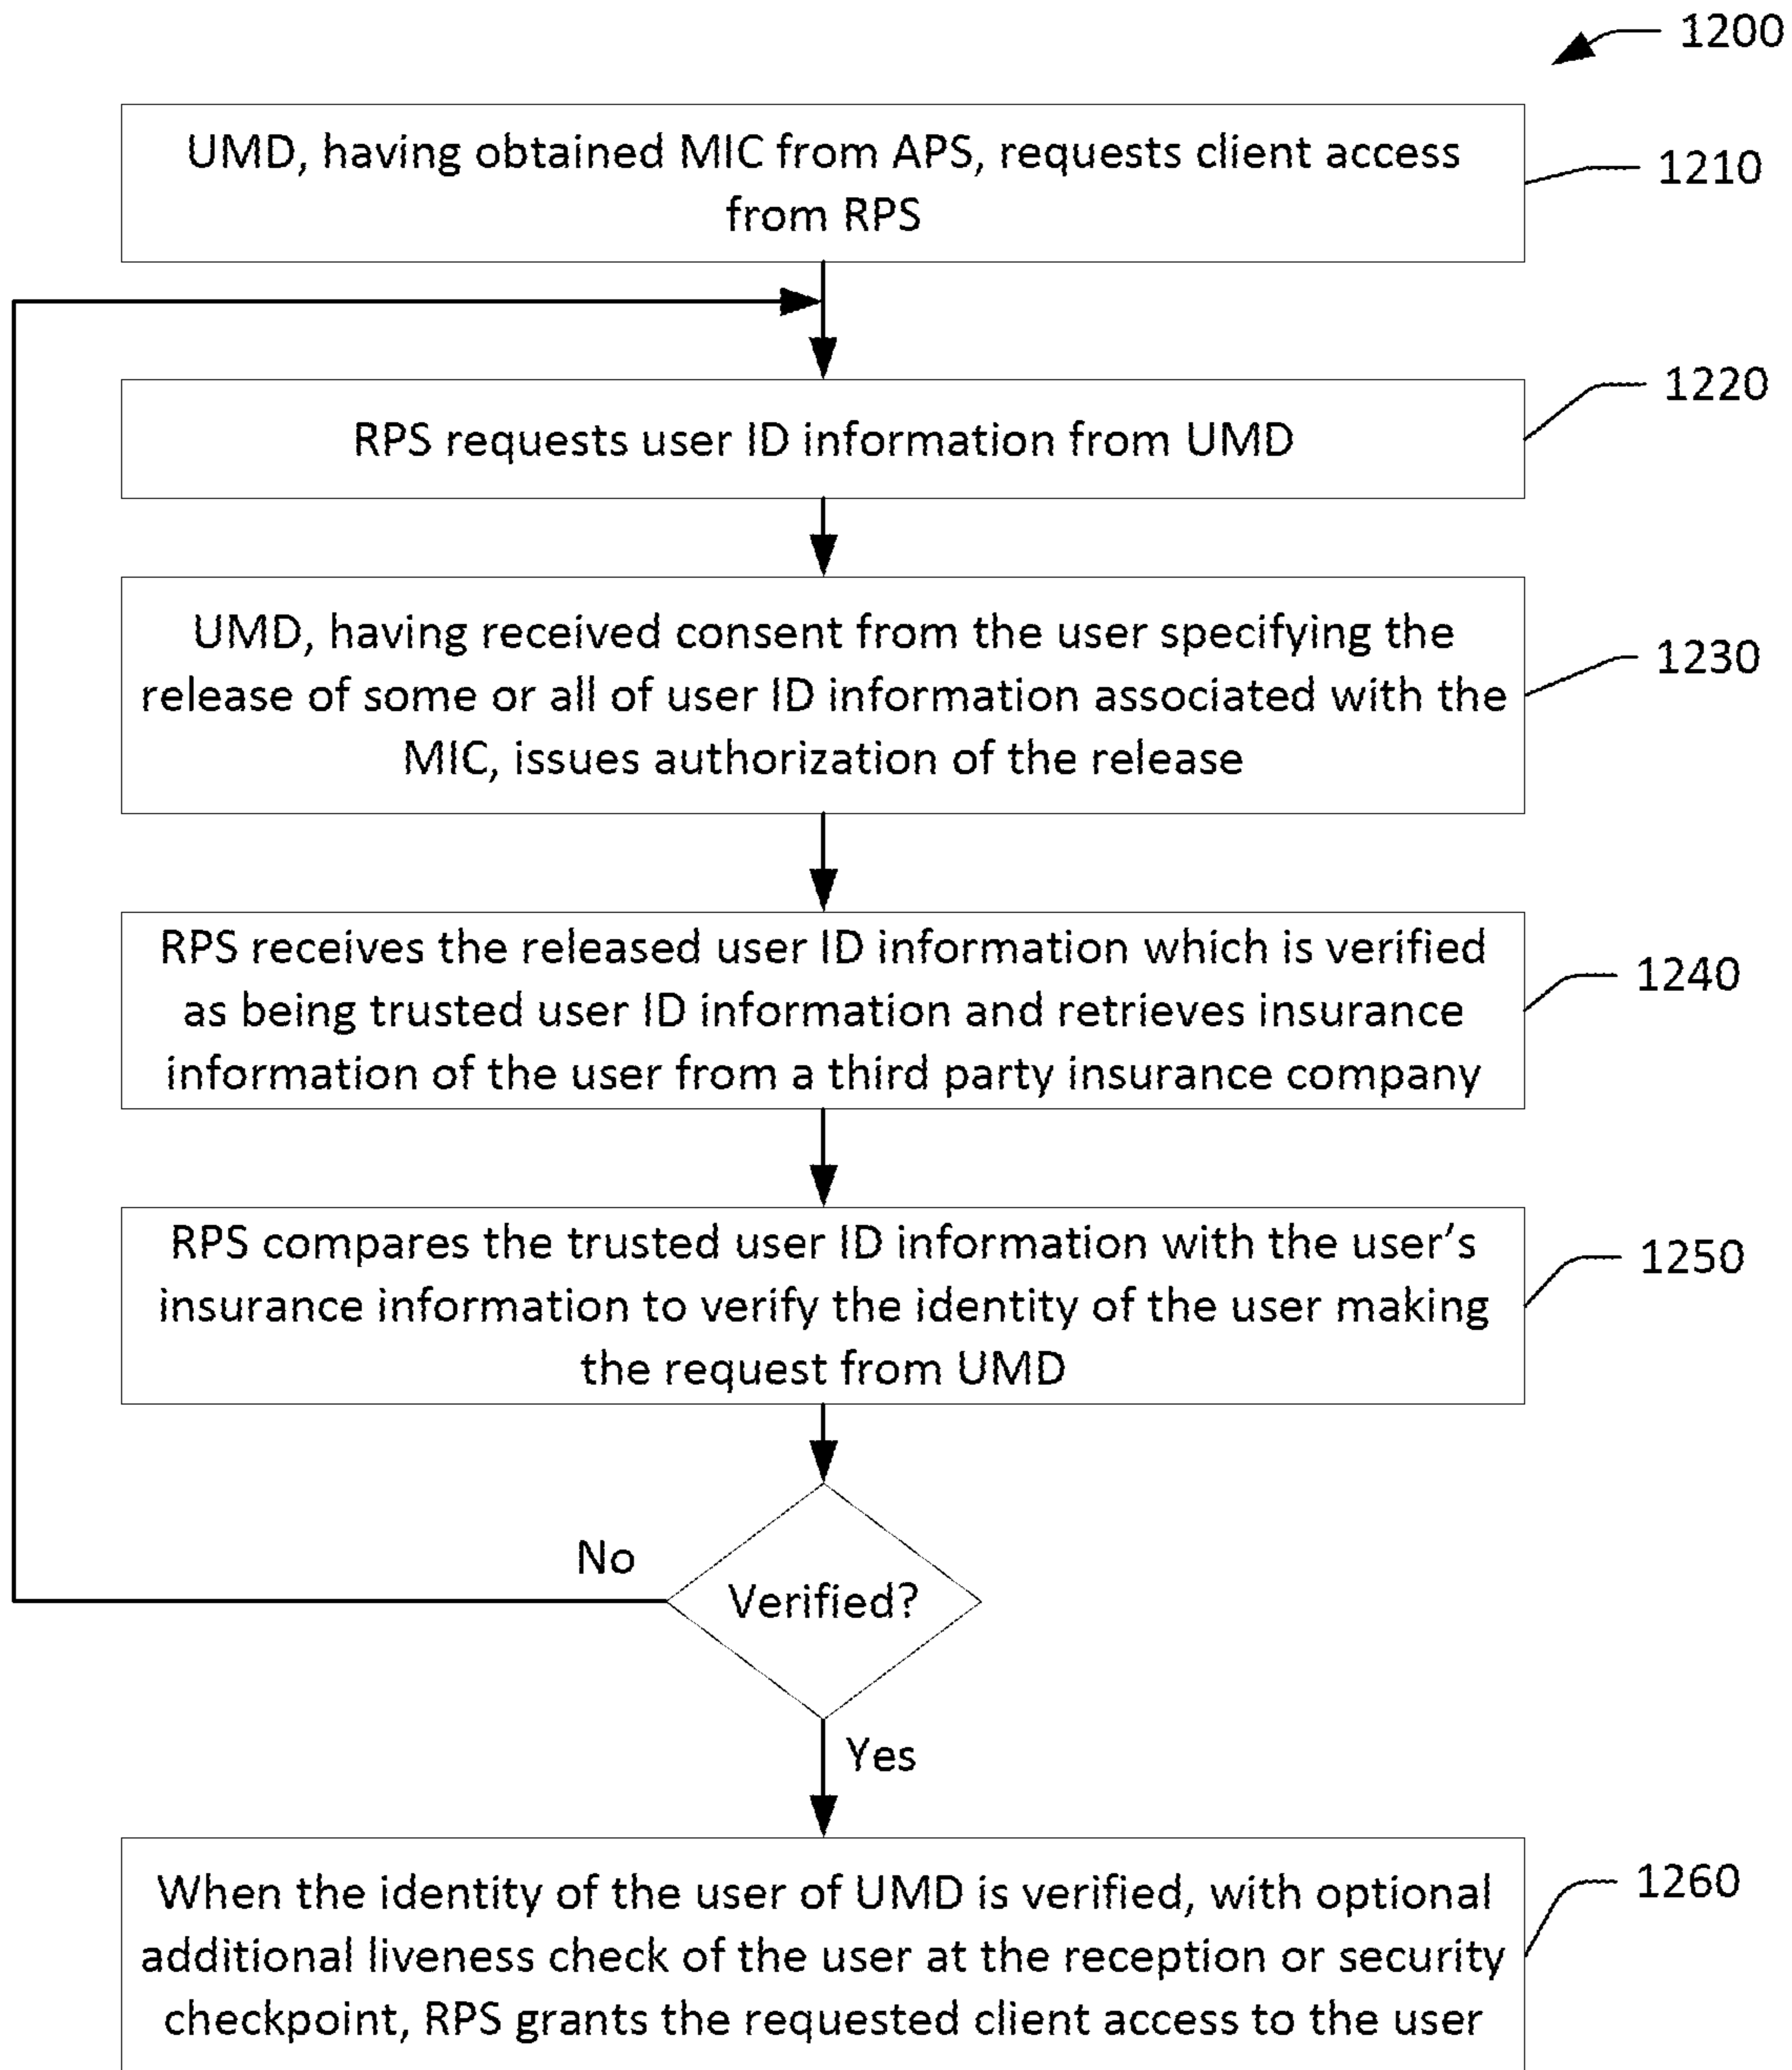 1200
UMD, having obtained MIC from APS, requests client access
from RPS
1210
RPS requests user ID information from UMD
1220
UMD, having received consent from the user specifying the
release of some or all of user ID information associated with the
MIC, issues authorization of the release
1230
RPS receives the released user ID information which is verified
as being trusted user ID information and retrieves insurance
information of the user from a third party insurance company
1240
RPS compares the trusted user ID information with the user's
insurance information to verify the identity of the user making
the request from UMD
1250
No
Verified?
Yes
When the identity of the user of UMD is verified, with optional
additional liveness check of the user at the reception or security
checkpoint, RPS grants the requested client access to the user
1260